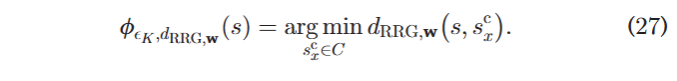 ϕ_{ϵ_K,d_{RRG,𝐰}}(s) = arg min_{s_x^c∈C} d_{RRG,𝐰}(s, s_x^c). (27)